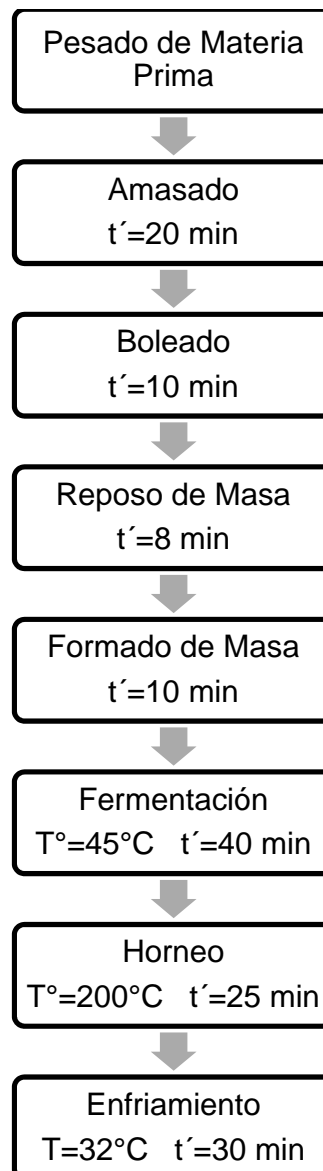 Pesado de Materia
Prima
Amasado
t´=20 min
Boleado
t´=10 min
Reposo de Masa
t´=8 min
Formado de Masa
t´=10 min
Fermentación
T°=45°C t´=40 min
Horneo
T°=200°C t´=25 min
Enfriamiento
T=32°C t´=30 min